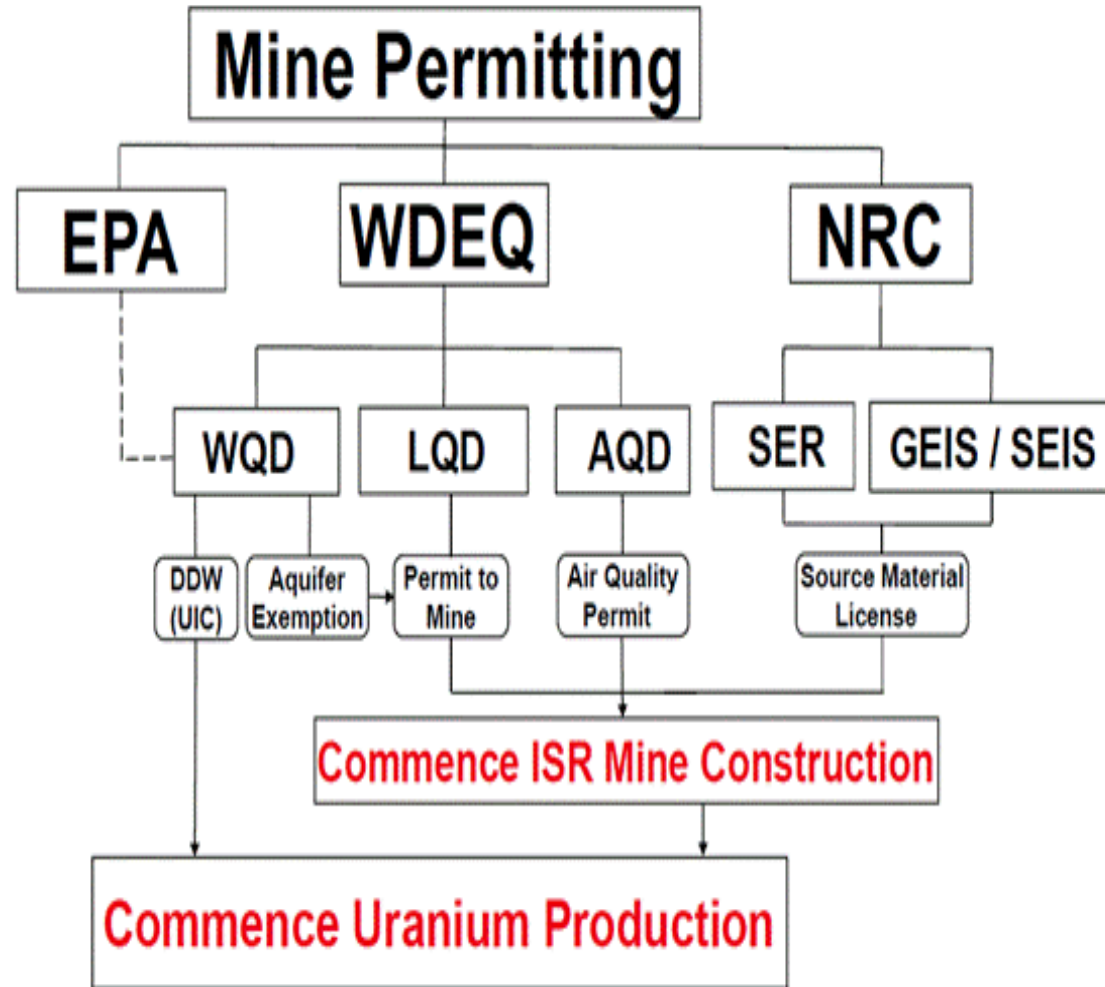 Mine Permitting
EPA
WDEQ
NRC
WQD
LQD
AQD
SER
GEIS / SEIS
DDW
(UIC)
Aquifer
Exemption
Permit to
Mine
Air Quality
Permit
Source Material
License
Commence ISR Mine Construction
Commence Uranium Production